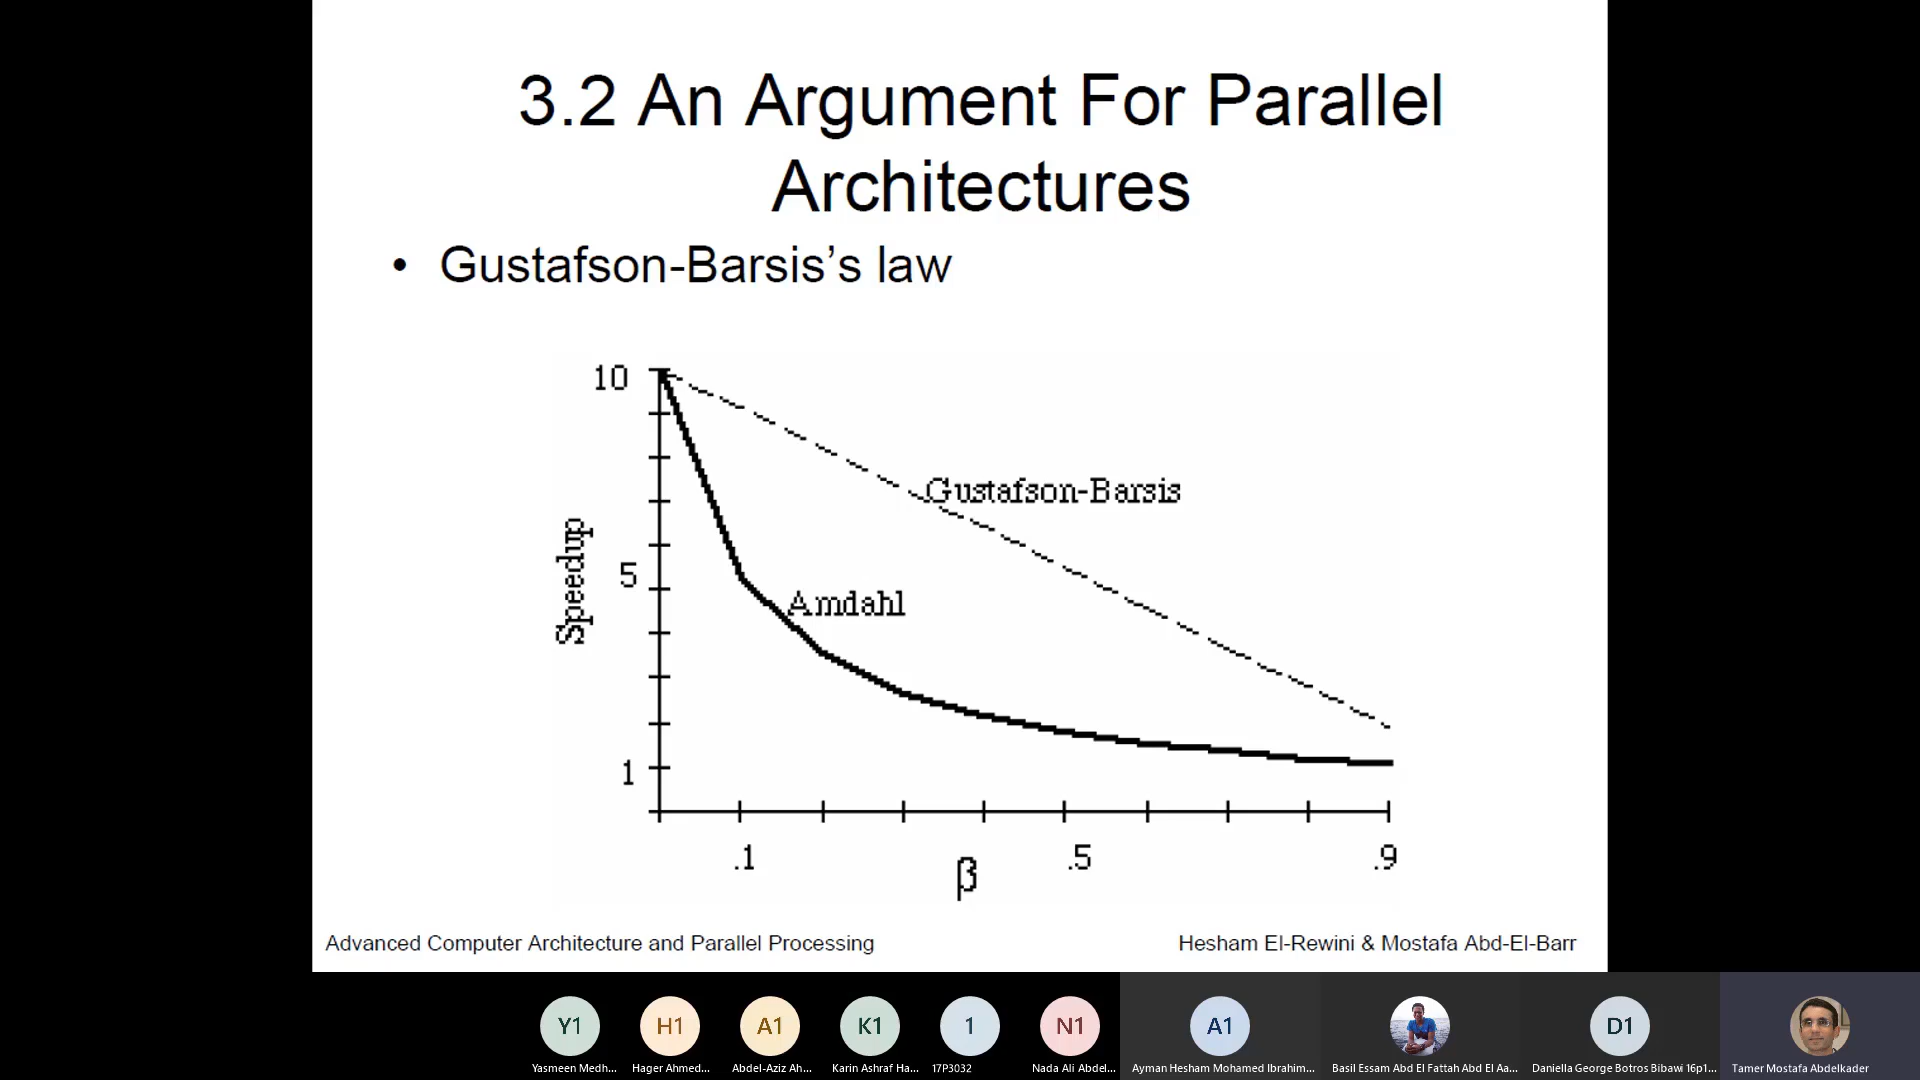 3.2 An Argument For Parallel
Architectures
• Gustafson-Barsis’s law
10
Gustafson-Barsis
Speedup
5
Amdahl
1
.1
.5
.9
β
Advanced Computer Architecture and Parallel Processing
Hesham El-Rewini & Mostafa Abd-El-Barr
Y1
H1
A1
K1
1
N1
A1
D1
Yasmeen Medh...
Hager Ahmed...
Abdel-Aziz Ah...
Karin Ashraf Ha...
17P3032
Nada Ali Abdel...
Ayman Hesham Mohamed Ibrahim...
Basil Essam Abd El Fattah Abd El Aa...
Daniella George Botros Bibawi 16p1...
Tamer Mostafa Abdelkader